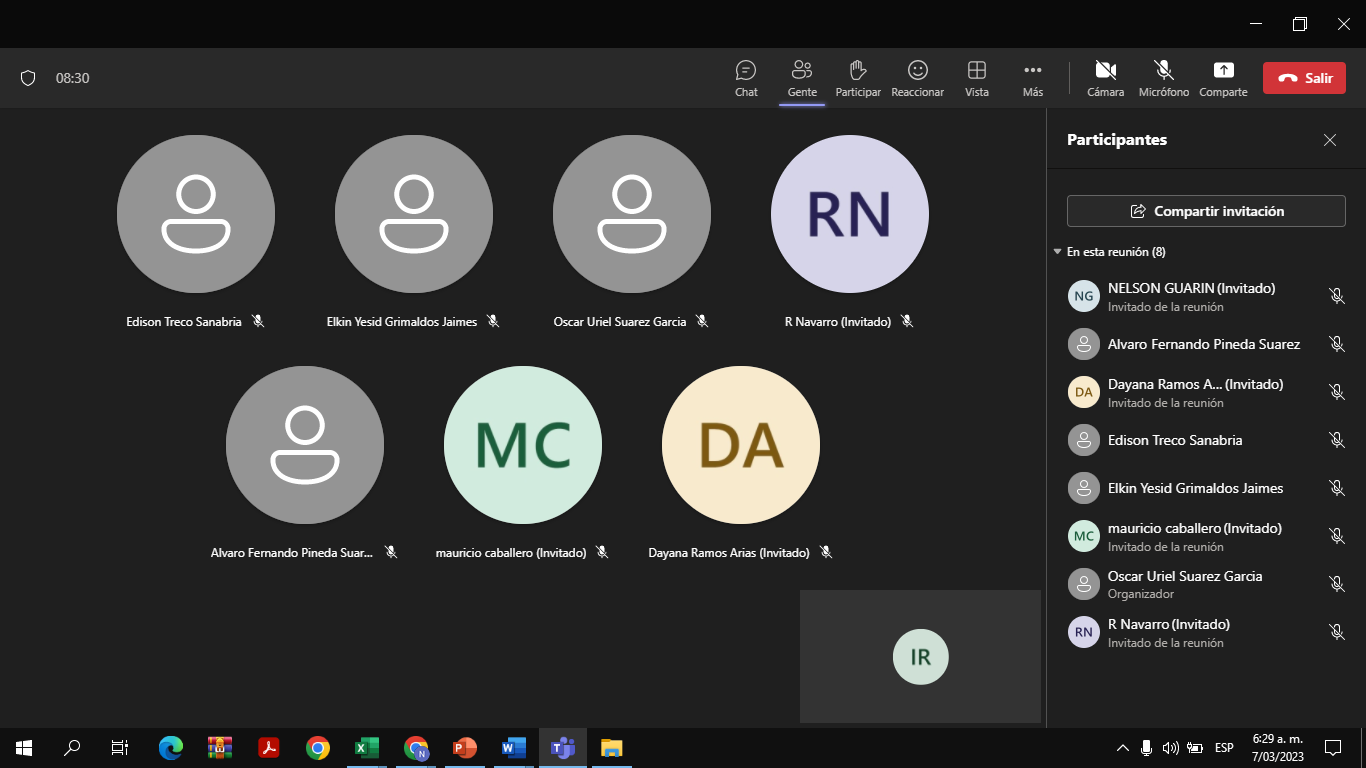 08:30
Chat
Gente
Participar
Reaccionar
Vista
Más
Cámara
Micrófono
Comparte
Salir
RN
Edison Treco Sanabria
Elkin Yesid Grimaldos Jaimes
Oscar Uriel Suarez Garcia
R Navarro (Invitado)
MC
DA
Alvaro Fernando Pineda Suar...
mauricio caballero (Invitado)
Dayana Ramos Arias (Invitado)
IR
Participantes
Compartir invitación
En esta reunión (8)
NG
NELSON GUARIN (Invitado)
Invitado de la reunión
Alvaro Fernando Pineda Suarez
DA
Dayana Ramos A... (Invitado)
Invitado de la reunión
Edison Treco Sanabria
Elkin Yesid Grimaldos Jaimes
MC
mauricio caballero (Invitado)
Invitado de la reunión
Oscar Uriel Suarez Garcia
Organizador
RN
R Navarro (Invitado)
Invitado de la reunión
N
ESP
6:29 a. m.
7/03/2023